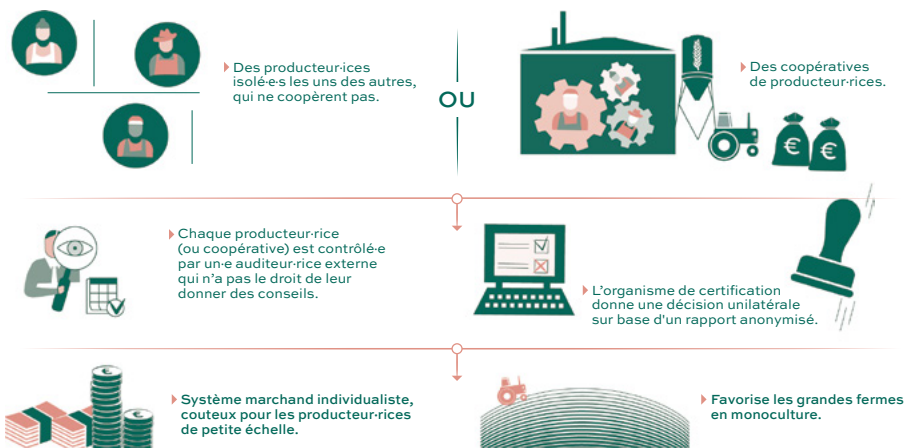 Des producteur·ices
isolé·e·s les uns des autres,
qui ne coopèrent pas.
OU
Des coopératives
de producteur·rices.
€
€
Chaque producteur·rice
(ou coopérative) est contrôlé·e
par un·e auditeur·rice externe
qui n'a pas le droit de leur
donner des conseils.
L'organisme de certification
donne une décision unilatérale
sur base d'un rapport anonymisé.
€
€
Système marchand individualiste,
couteux pour les producteur·rices
de petite échelle.
Favorise les grandes fermes
en monoculture.